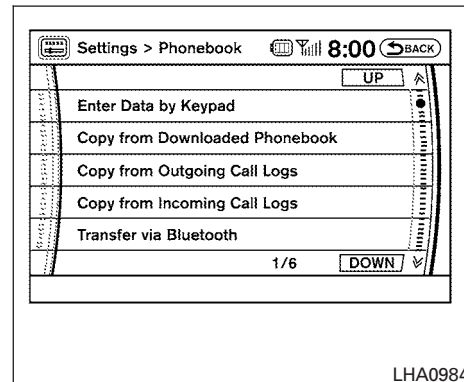 Settings > Phonebook 8:00 BACK
UP
Enter Data by Keypad
Copy from Downloaded Phonebook
Copy from Outgoing Call Logs
Copy from Incoming Call Logs
Transfer via Bluetooth
1/6 DOWN
LHA0984